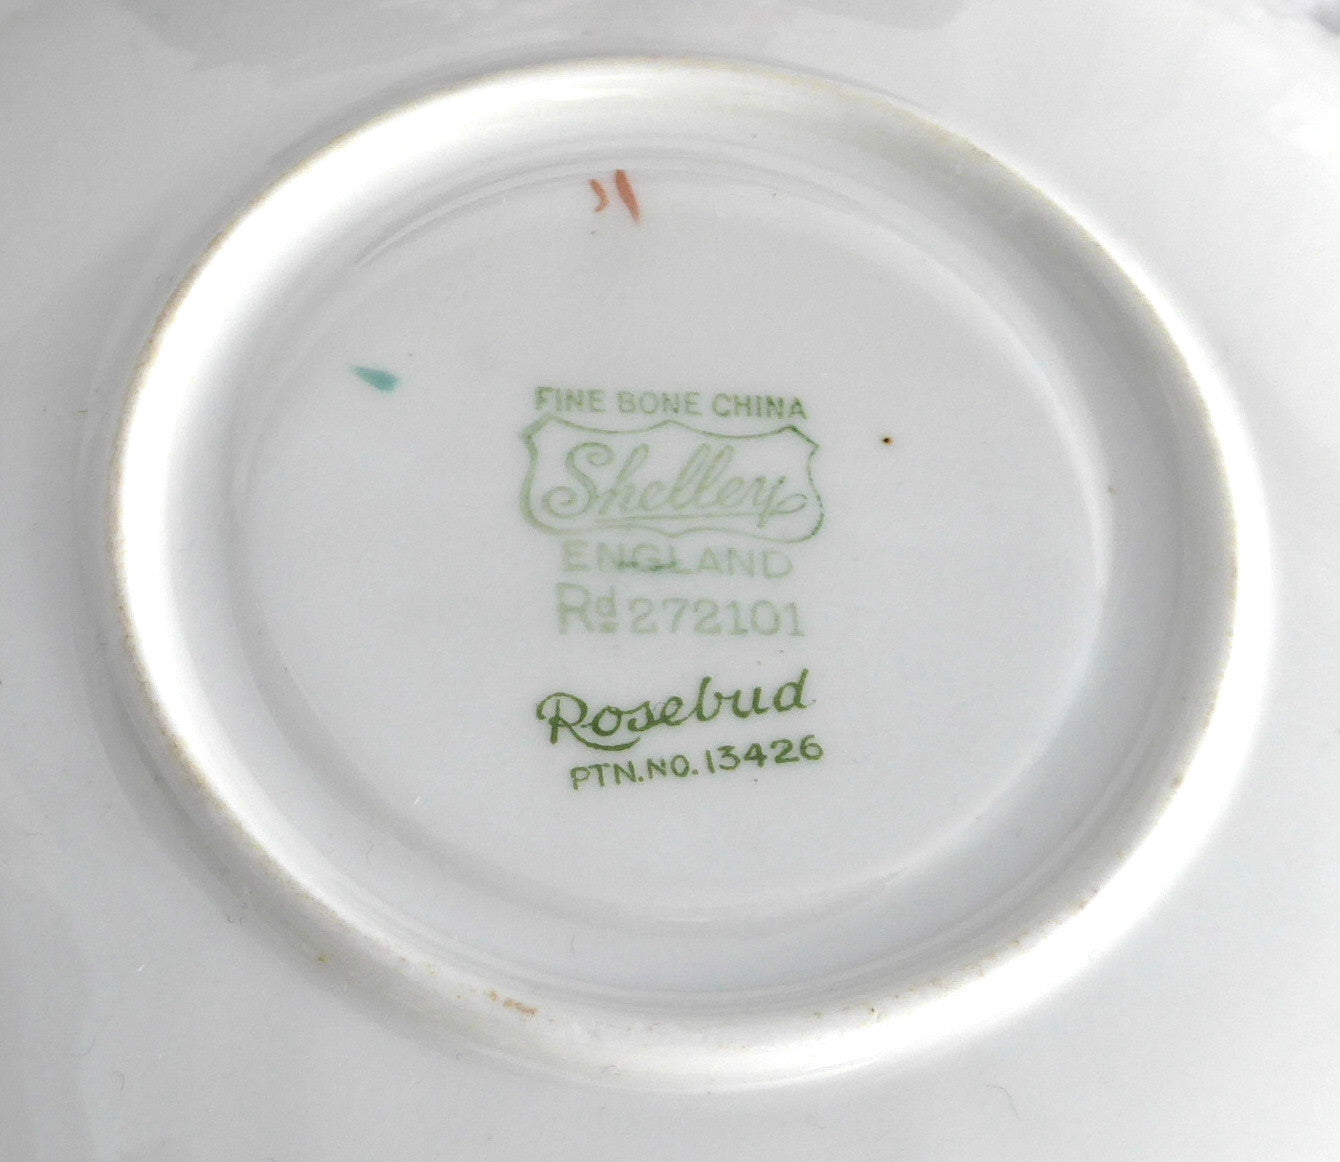 FINE BONE CHINA
Shelley
ENGLAND
Rd 272101
Rosebud
PTN.NO.13426